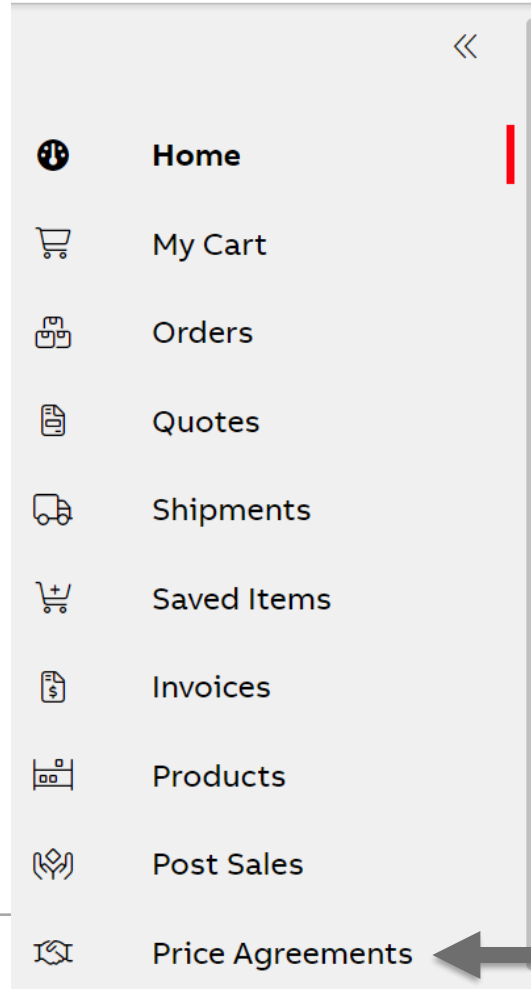 Home
My Cart
Orders
Quotes
Shipments
Saved Items
Invoices
Products
Post Sales
Price Agreements